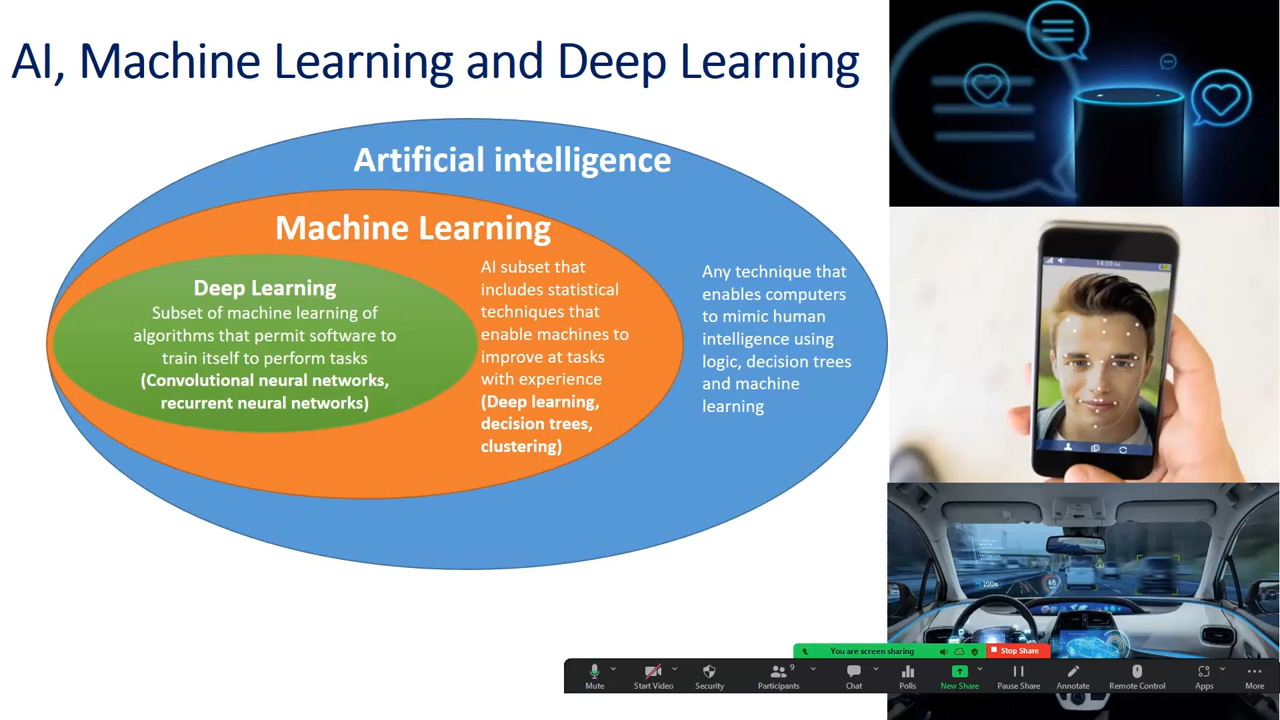 AI, Machine Learning and Deep Learning
Artificial intelligence
Machine Learning
Deep Learning
Subset of machine learning of
algorithms that permit software to
train itself to perform tasks
(Convolutional neural networks,
recurrent neural networks)
AI subset that
includes statistical
techniques that
enable machines to
improve at tasks
with experience
(Deep learning,
decision trees,
clustering)
Any technique that
enables computers
to mimic human
intelligence using
logic, decision trees
and machine
learning
100%
48
You are screen sharing
Stop Share
Mute
Start Video
Security
9
Participants
Chat
Polls
New Share
Pause Share
Annotate
Remote Control
Apps
More